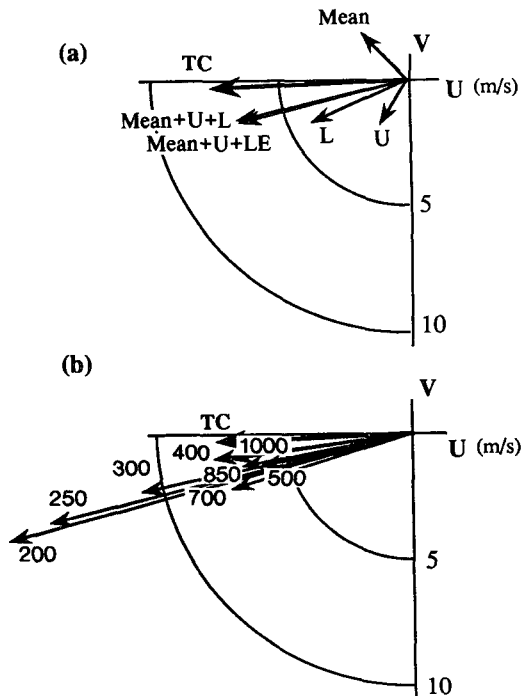 Mean
V
(a)
TC
U (m/s)
Mean+U+L
L
U
Mean+U+LE
5
10
(b)
V
TC
U (m/s)
400
1000
300
850
500
250
700
200
5
10